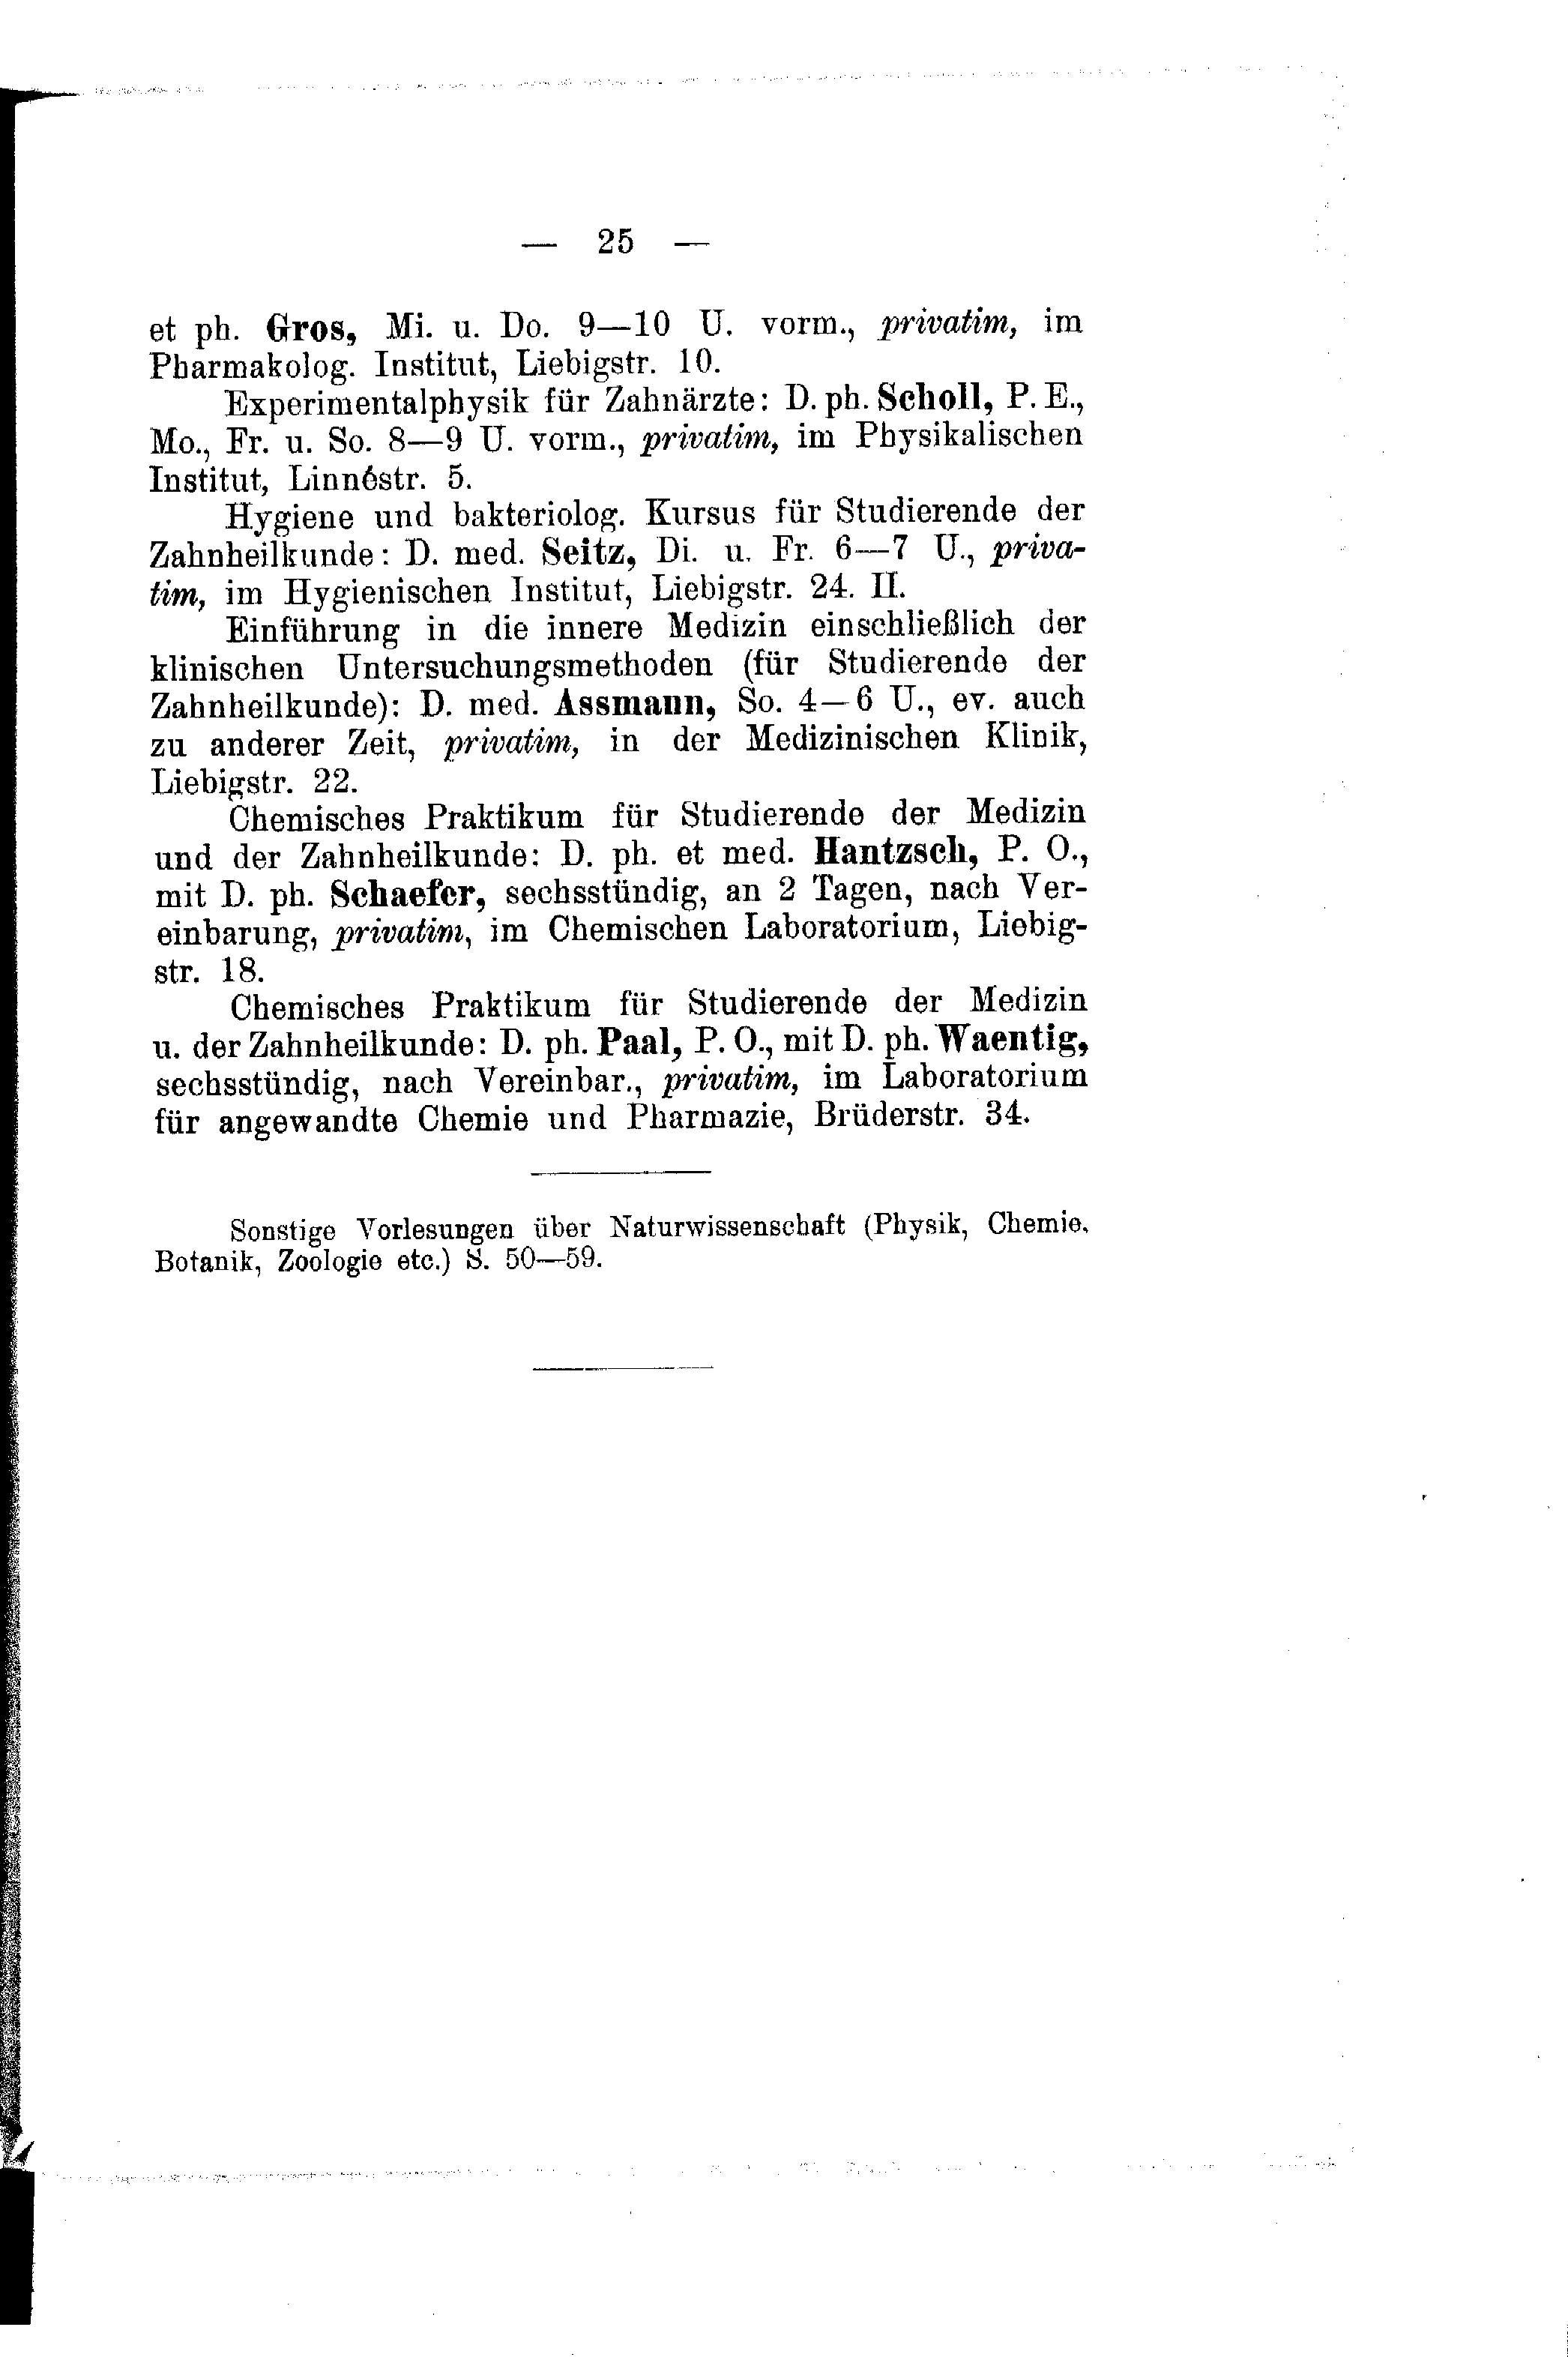 — 25 —
et ph. Gros, Mi. u. Do. 9—10 U. vorm., privatim, im
Pharmakolog. Institut, Liebigstr. 10.
Experimentalphysik für Zahnärzte: D. ph. Scholl, P. E.,
Mo., Fr. u. So. 8—9 U. vorm., privatim, im Physikalischen
Institut, Linnéstr. 5.
Hygiene und bakteriolog. Kursus für Studierende der
Zahnheilkunde: D. med. Seitz, Di. u. Fr. 6—7 U., priva-
tim, im Hygienischen Institut, Liebigstr. 24. II.
Einführung in die innere Medizin einschließlich der
klinischen Untersuchungsmethoden (für Studierende der
Zahnheilkunde): D. med. Assmann, So. 4—6 U., ev. auch
zu anderer Zeit, privatim, in der Medizinischen Klinik,
Liebigstr. 22.
Chemisches Praktikum für Studierende der Medizin
und der Zahnheilkunde: D. ph. et med. Hantzsch, P. O.,
mit D. ph. Schaefer, sechsstündig, an 2 Tagen, nach Ver-
einbarung, privatim, im Chemischen Laboratorium, Liebig-
str. 18.
Chemisches Praktikum für Studierende der Medizin
u. der Zahnheilkunde: D. ph. Paal, P. O., mit D. ph. Waentig,
sechsstündig, nach Vereinbar., privatim, im Laboratorium
für angewandte Chemie und Pharmazie, Brüderstr. 34.
Sonstige Vorlesungen über Naturwissenschaft (Physik, Chemie,
Botanik, Zoologie etc.) S. 50—59.